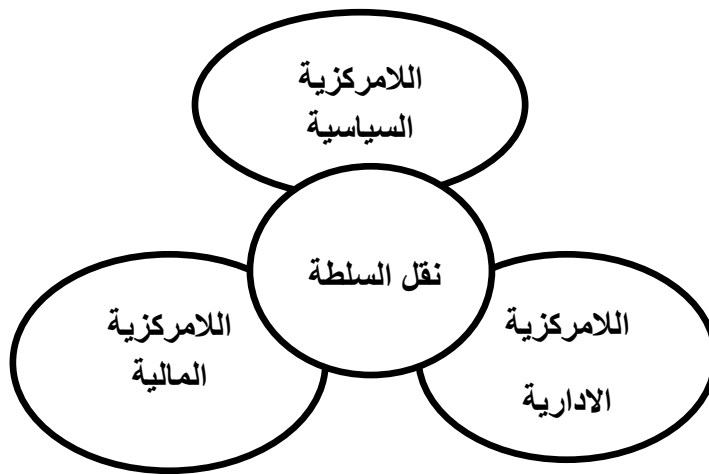 اللامركزية
السياسية
نقل السلطة
اللامركزية
الادارية
اللامركزية
المالية